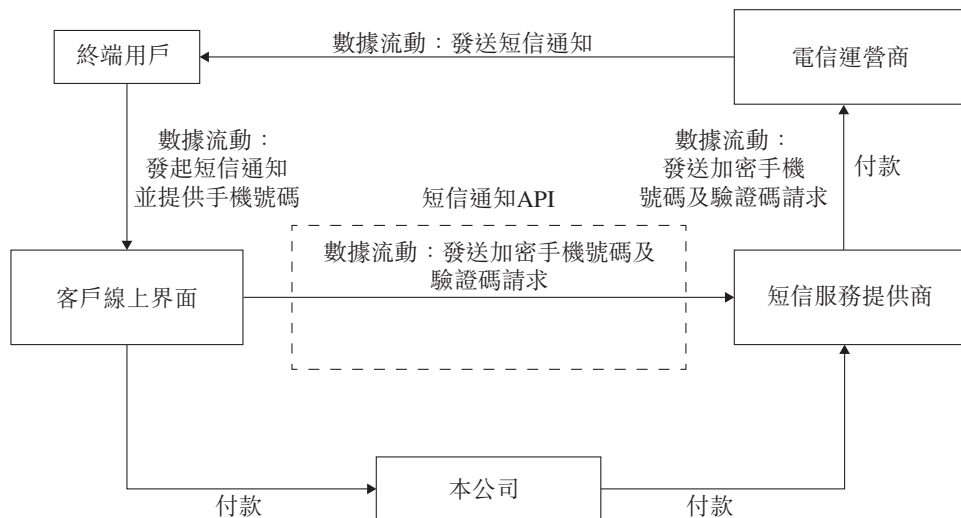 數據流動：發送短信通知
終端用戶
電信運營商
數據流動：
發起短信通知
並提供手機號碼
數據流動：
發送加密手機
號碼及驗證碼請求
付款
短信通知API
數據流動：發送加密手機號碼及
驗證碼請求
客戶線上界面
短信服務提供商
本公司
付款
付款